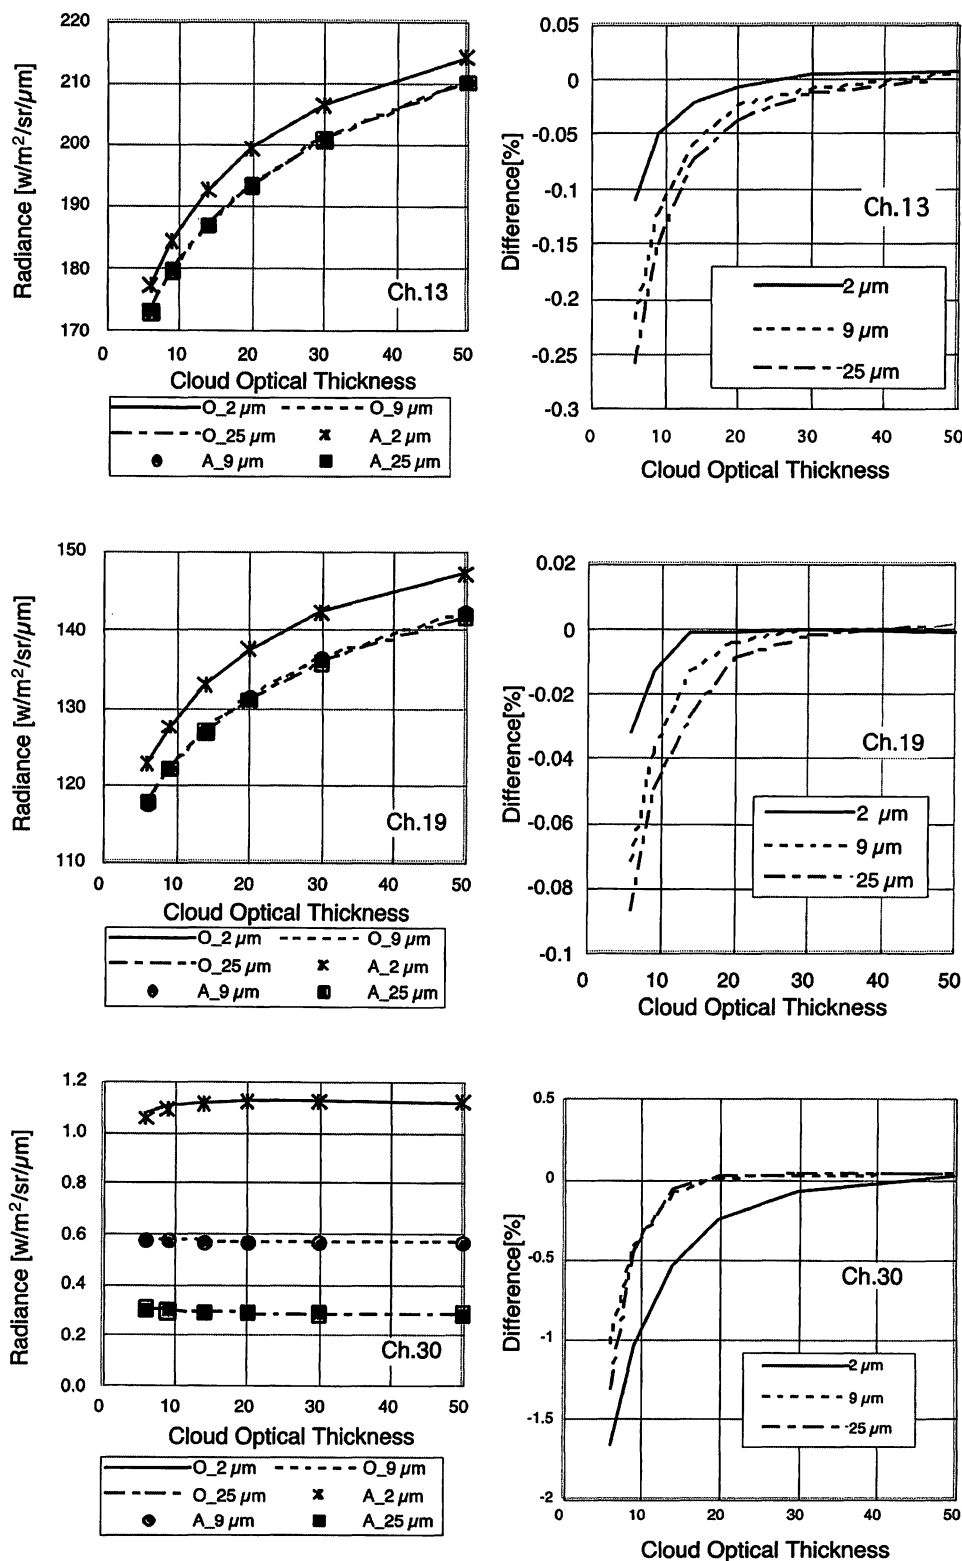 220
210
200
190
180
170
Radiance [w/m²/sr/µm]
Ch.13
0 10 20 30 40 50
Cloud Optical Thickness
O_2 µm O_9 µm
O_25 µm A_2 µm
A_9 µm A_25 µm
0.05
0
-0.05
-0.1
-0.15
-0.2
-0.25
-0.3
Difference[%]
Ch.13
2 µm
9 µm
25 µm
0 10 20 30 40 50
Cloud Optical Thickness
150
140
130
120
110
Radiance [w/m²/sr/µm]
Ch.19
0 10 20 30 40 50
Cloud Optical Thickness
O_2 µm O_9 µm
O_25 µm A_2 µm
A_9 µm A_25 µm
0.02
0
-0.02
-0.04
-0.06
-0.08
-0.1
Difference[%]
Ch.19
2 µm
9 µm
25 µm
0 10 20 30 40 50
Cloud Optical Thickness
1.2
1.0
0.8
0.6
0.4
0.2
0.0
Radiance [w/m²/sr/µm]
Ch.30
0 10 20 30 40 50
Cloud Optical Thickness
O_2 µm O_9 µm
O_25 µm A_2 µm
A_9 µm A_25 µm
0.5
0
-0.5
-1
-1.5
-2
Difference[%]
Ch.30
2 µm
9 µm
25 µm
0 10 20 30 40 50
Cloud Optical Thickness